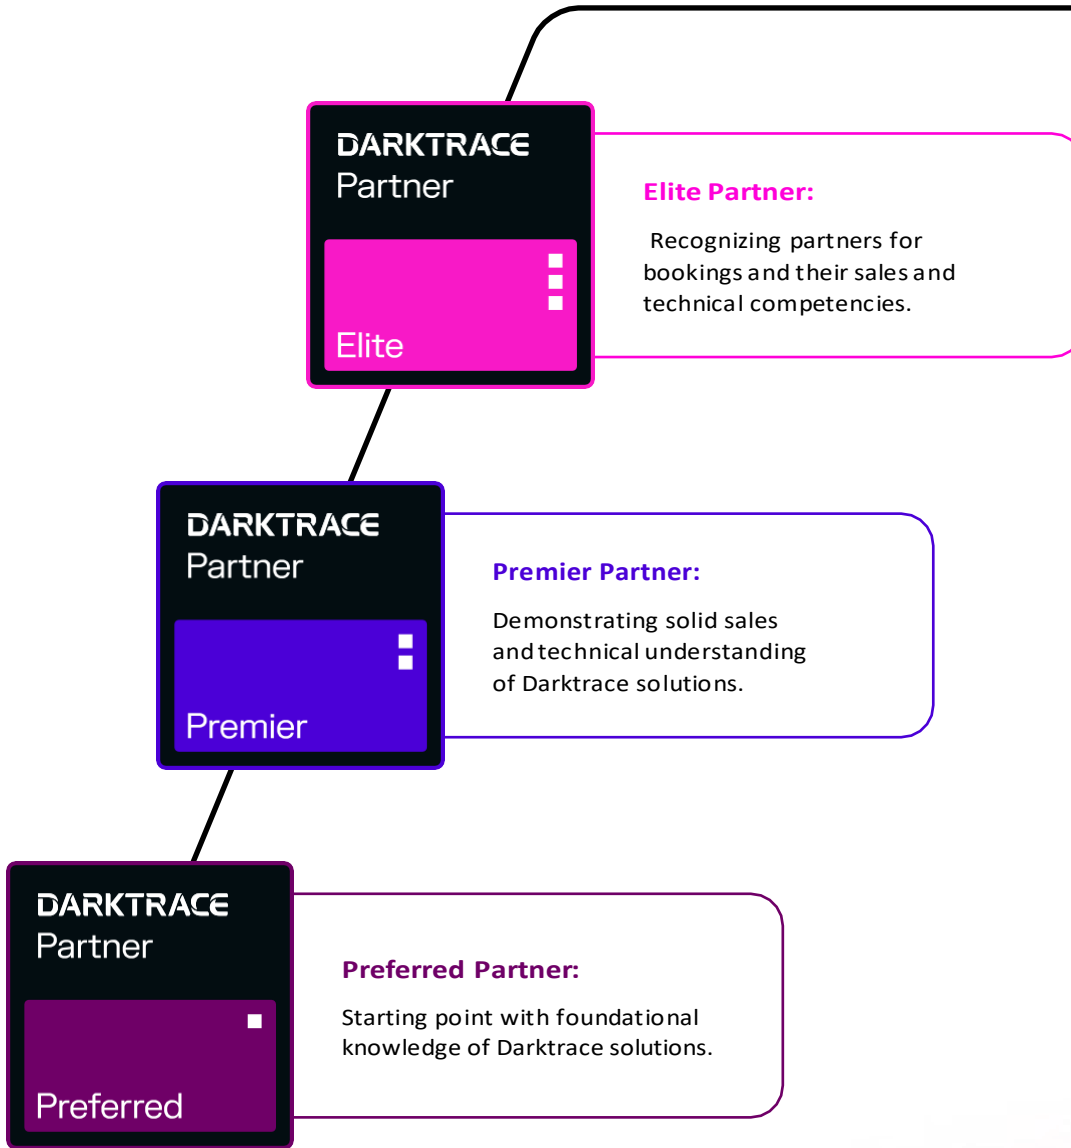 DARKTRACE
Partner
Elite
Elite Partner:
Recognizing partners for
bookings and their sales and
technical competencies.
DARKTRACE
Partner
Premier
Premier Partner:
Demonstrating solid sales
and technical understanding
of Darktrace solutions.
DARKTRACE
Partner
Preferred
Preferred Partner:
Starting point with foundational
knowledge of Darktrace solutions.